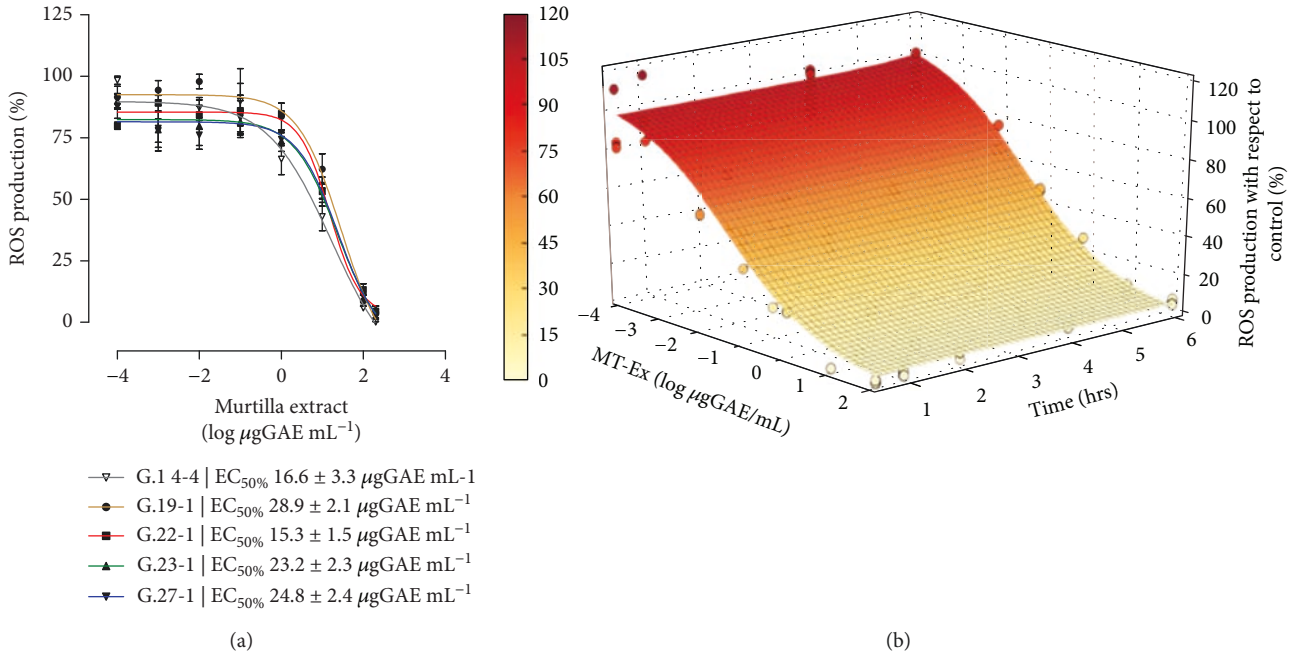 125
100
75
50
25
0
ROS production (%)
−4
−2
0
2
4
Murtilla extract
(log μgGAE mL⁻¹)
G.1 4-4 | EC50% 16.6 ± 3.3 μgGAE mL-1
G.19-1 | EC50% 28.9 ± 2.1 μgGAE mL⁻¹
G.22-1 | EC50% 15.3 ± 1.5 μgGAE mL⁻¹
G.23-1 | EC50% 23.2 ± 2.3 μgGAE mL⁻¹
G.27-1 | EC50% 24.8 ± 2.4 μgGAE mL⁻¹
(a)
120
105
90
75
60
45
30
15
0
−4
−3
−2
−1
0
1
2
MT-Ex (log μgGAE/mL)
1
2
3
4
5
6
Time (hrs)
120
100
80
60
40
20
0
ROS production with respect to
control (%)
(b)